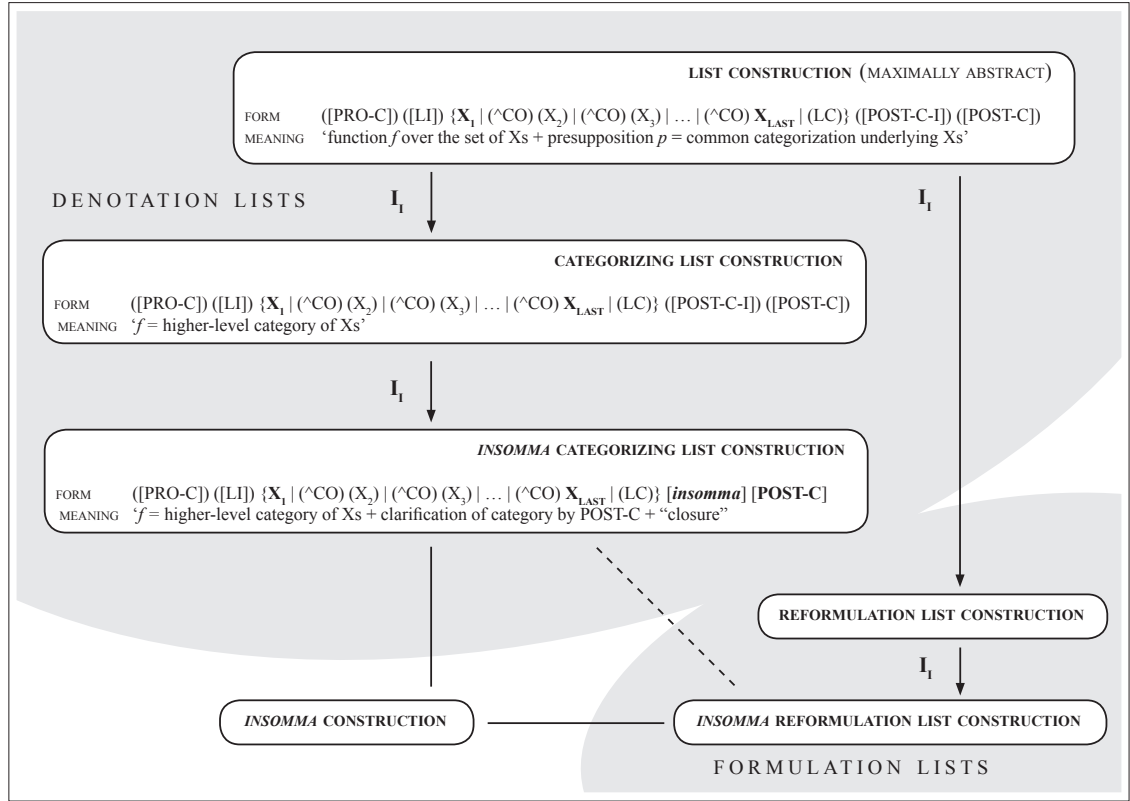 LIST CONSTRUCTION (MAXIMALLY ABSTRACT)
FORM ([PRO-C]) ([LI]) {X1 | (^CO) (X2) | (^CO) (X3) | … | (^CO) XLAST | (LC)} ([POST-C-I]) ([POST-C])
MEANING ‘function f over the set of Xs + presupposition p = common categorization underlying Xs’
DENOTATION LISTS
II
II
CATEGORIZING LIST CONSTRUCTION
FORM ([PRO-C]) ([LI]) {X1 | (^CO) (X2) | (^CO) (X3) | … | (^CO) XLAST | (LC)} ([POST-C-I]) ([POST-C])
MEANING ‘f = higher-level category of Xs’
II
INSOMMA CATEGORIZING LIST CONSTRUCTION
FORM ([PRO-C]) ([LI]) {X1 | (^CO) (X2) | (^CO) (X3) | … | (^CO) XLAST | (LC)} [insomma] [POST-C]
MEANING ‘f = higher-level category of Xs + clarification of category by POST-C + “closure”
REFORMULATION LIST CONSTRUCTION
II
INSOMMA CONSTRUCTION
INSOMMA REFORMULATION LIST CONSTRUCTION
FORMULATION LISTS